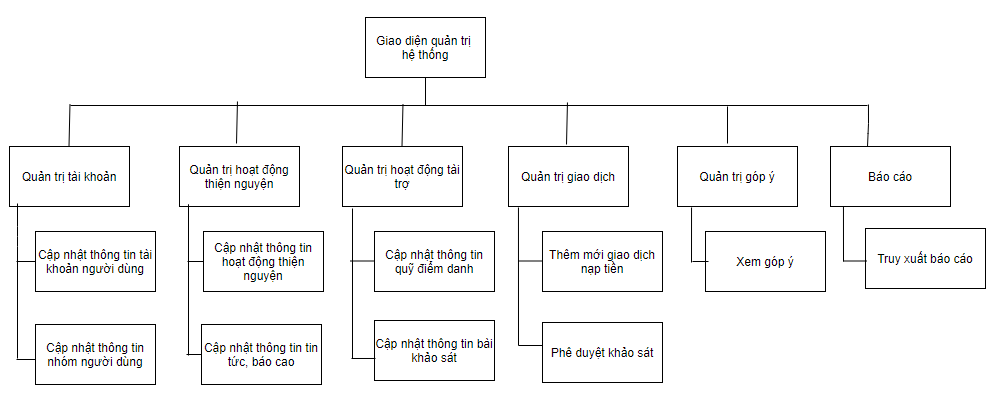 Giao diện quản trị
hệ thống
Quản trị tài khoản
Quản trị hoạt động
thiện nguyện
Quản trị hoạt động tài
trợ
Quản trị giao dịch
Quản trị góp ý
Báo cáo
Cập nhật thông tin tài
khoản người dùng
Cập nhật thông tin
hoạt động thiện
nguyện
Cập nhật thông tin
quỹ điểm danh
Thêm mới giao dịch
nạp tiền
Xem góp ý
Truy xuất báo cáo
Cập nhật thông tin
nhóm người dùng
Cập nhật thông tin tin
tức, báo cao
Cập nhật thông tin bài
khảo sát
Phê duyệt khảo sát